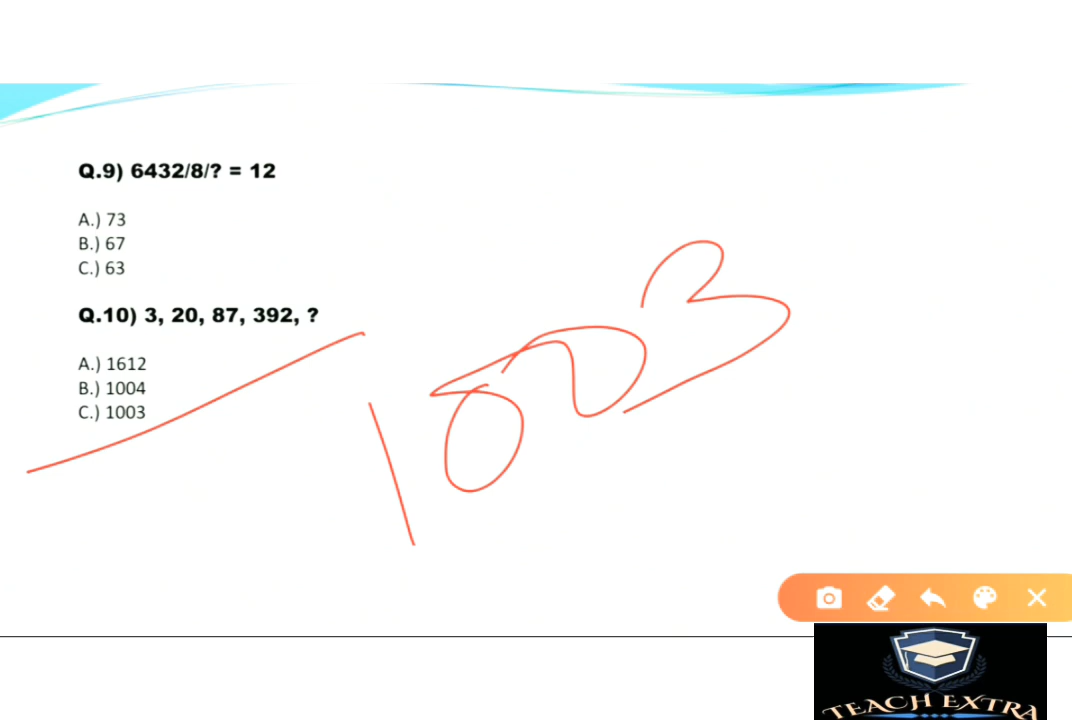 Q.9) 6432/8/? = 12
A.) 73
B.) 67
C.) 63
Q.10) 3, 20, 87, 392, ?
A.) 1612
B.) 1004
C.) 1003
1003
TEACH EXTRA